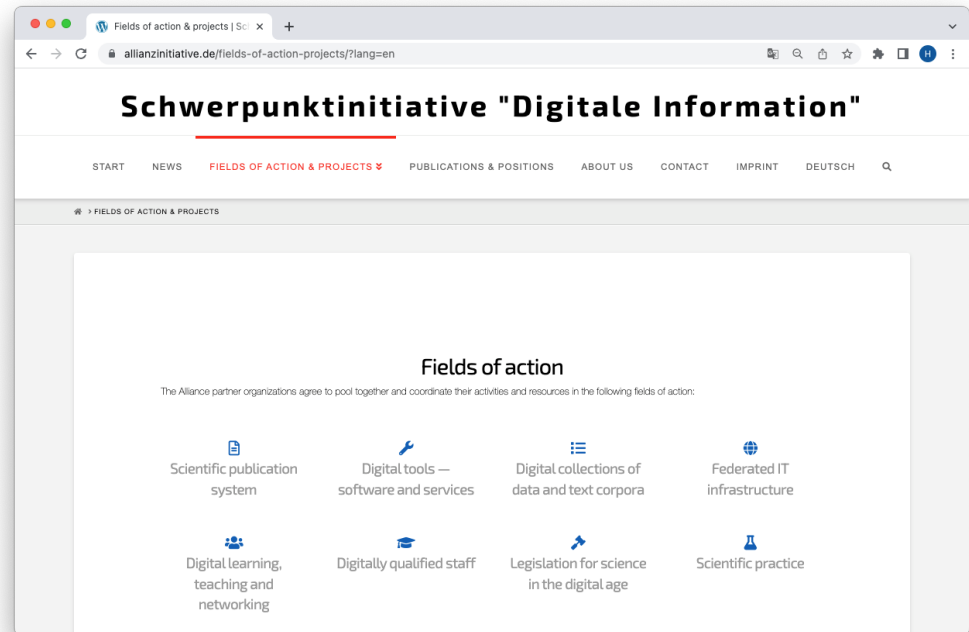 Fields of action & projects | Sc
allianzinitiative.de/fields-of-action-projects/?lang=en
H
Schwerpunktinitiative "Digitale Information"
START NEWS FIELDS OF ACTION & PROJECTS PUBLICATIONS & POSITIONS ABOUT US CONTACT IMPRINT DEUTSCH
> FIELDS OF ACTION & PROJECTS
Fields of action
The Alliance partner organizations agree to pool together and coordinate their activities and resources in the following fields of action:
Scientific publication
system
Digital tools —
software and services
Digital collections of
data and text corpora
Federated IT
infrastructure
Digital learning,
teaching and
networking
Digitally qualified staff
Legislation for science
in the digital age
Scientific practice